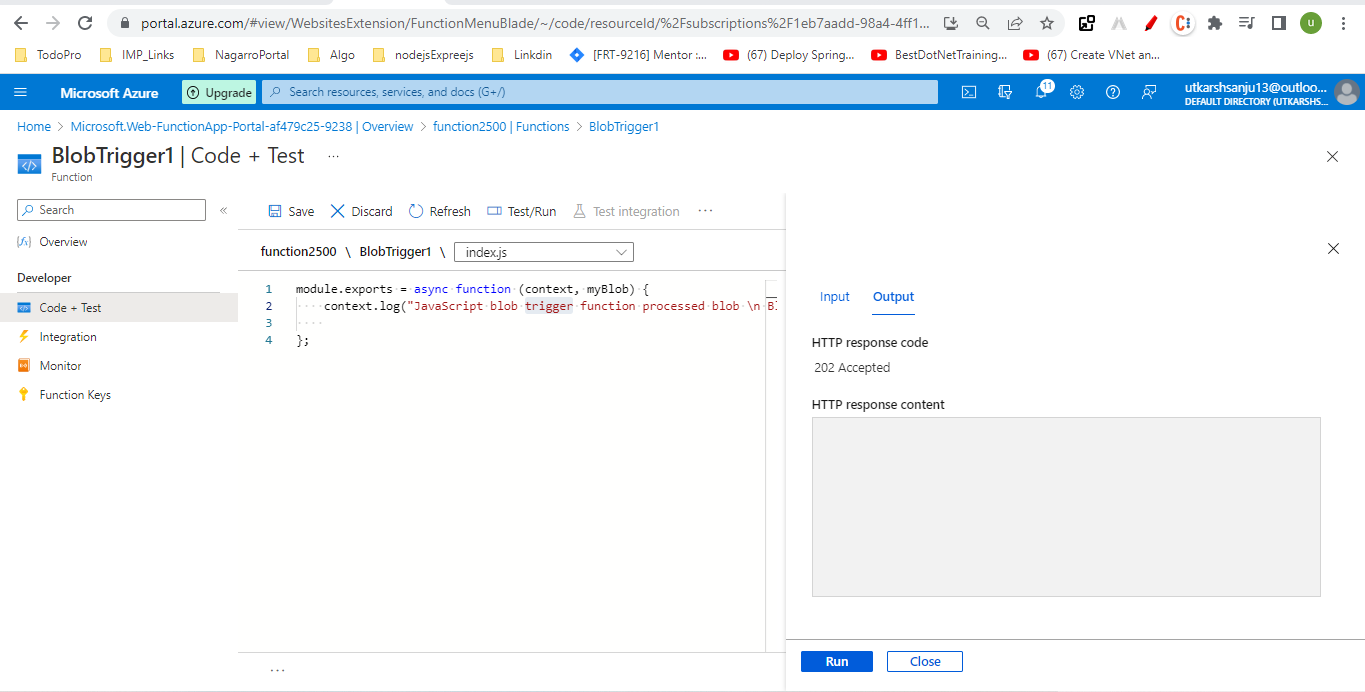 portal.azure.com/#view/WebsitesExtension/FunctionMenuBlade/~/code/resourceId/%2Fsubscriptions%2F1eb7aadd-98a4-4ff1...
u
TodoPro IMP_Links NagarroPortal Algo nodejsExpreejs Linkdin [FRT-9216] Mentor :... (67) Deploy Spring... BestDotNetTraining... (67) Create VNet an...
Microsoft Azure Upgrade Search resources, services, and docs (G+/) 11 utkarshsanju13@outloo...
DEFAULT DIRECTORY (UTKARSHS...
Home > Microsoft.Web-FunctionApp-Portal-af479c25-9238 | Overview > function2500 | Functions > BlobTrigger1
BlobTrigger1 | Code + Test ...
Function
Search «
Overview
Developer
Code + Test
Integration
Monitor
Function Keys
Save Discard Refresh Test/Run Test integration ...
function2500 \ BlobTrigger1 \ index.js
1 module.exports = async function (context, myBlob) {
2 context.log("JavaScript blob trigger function processed blob \n Bl
3
4 };
...
Input Output
HTTP response code
202 Accepted
HTTP response content
Run Close